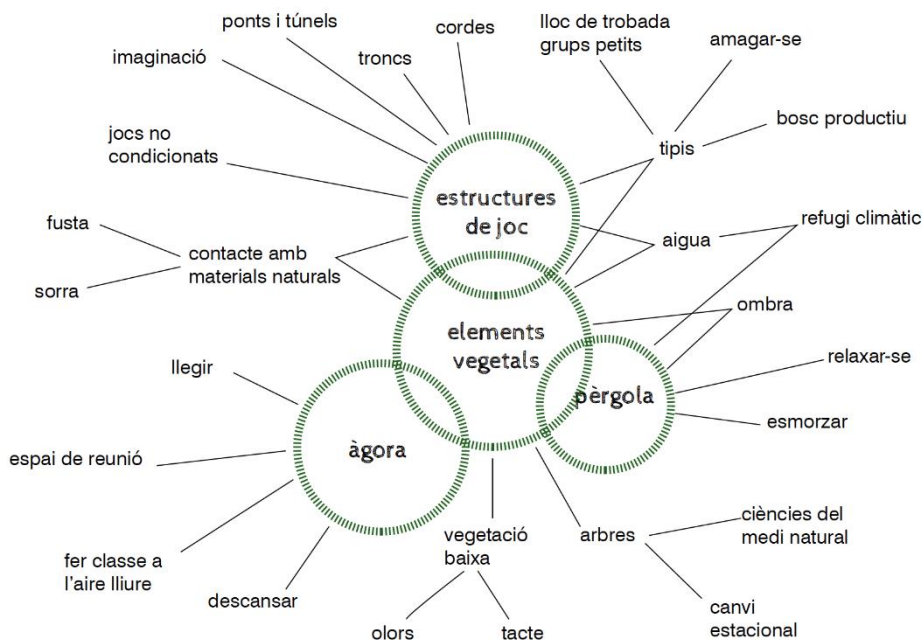 ponts i túnels
cordes
lloc de trobada
grups petits
amagar-se
imaginació
troncs
bosc productiu
jocs no
condicionats
tipis
estructures
de joc
refugi climàtic
fusta
contacte amb
materials naturals
aigua
sorra
ombra
elements
vegetals
llegir
relaxar-se
pèrgola
esmorzar
àgora
espai de reunió
vegetació
baixa
arbres
ciències del
medi natural
fer classe a
l'aire lliure
descansar
olors
tacte
canvi
estacional